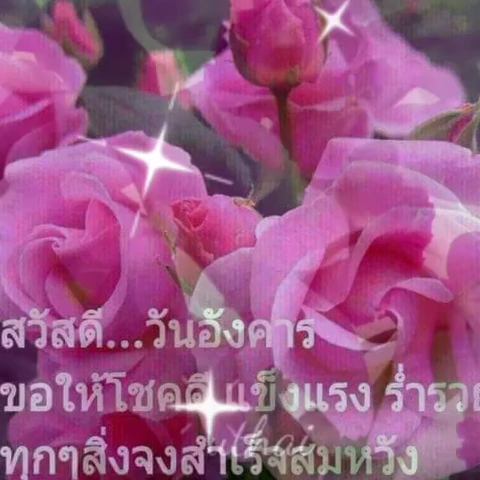 สวัสดี...วันอังคาร
ขอให้โชคดี แข็งแรง ร่ำรวย
ทุกๆสิ่งจงสำเร็จสมหวัง
uthai